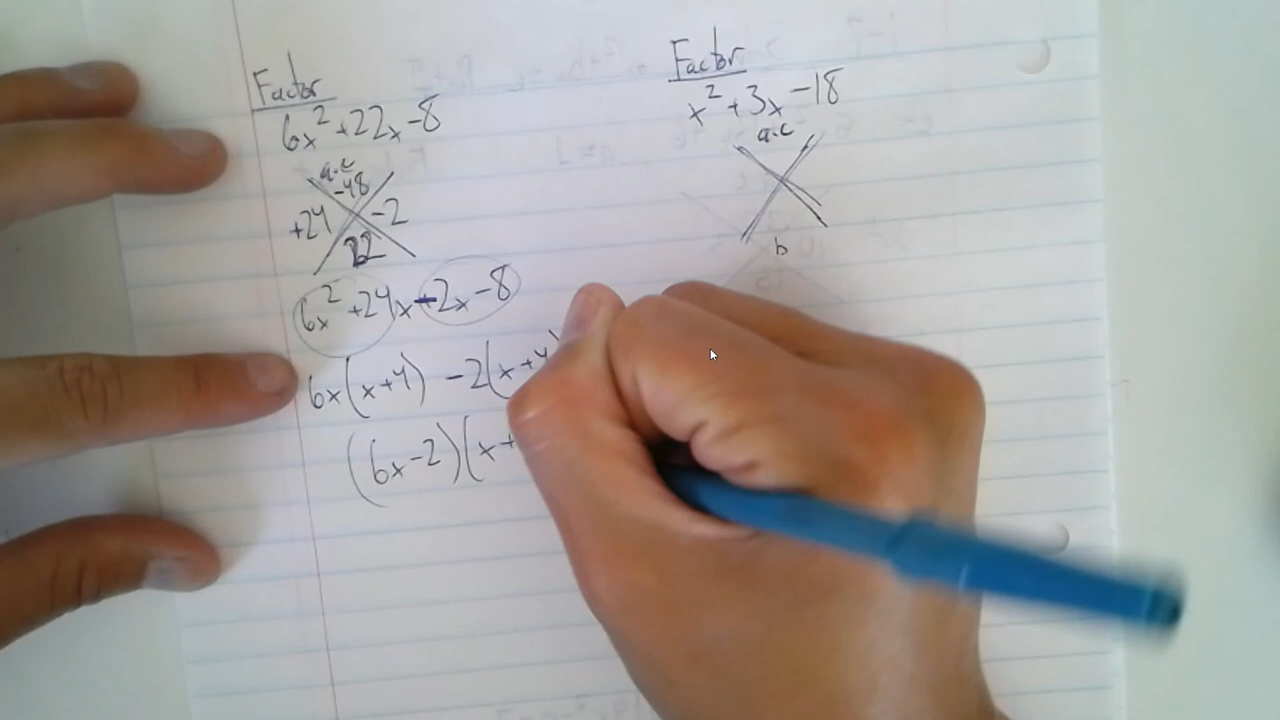 Factor
6x² +22x -8
a·c
-48
+24 -2
22
6x² +24x -2x -8
6x(x+4) -2(x+4)
(6x-2)(x+
Factor
x² +3x -18
a·c
b